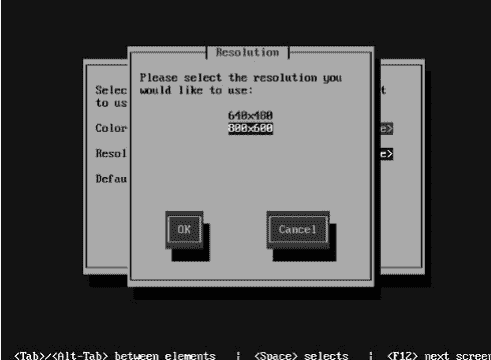 Resolution
Please select the resolution you
would like to use:
640x480
800x600
Selec
to us
t
Color
e>
Resol
e>
Defau
OK
Cancel
<Tab>/<Alt-Tab> between elements | <Space> selects | <F12> next screen